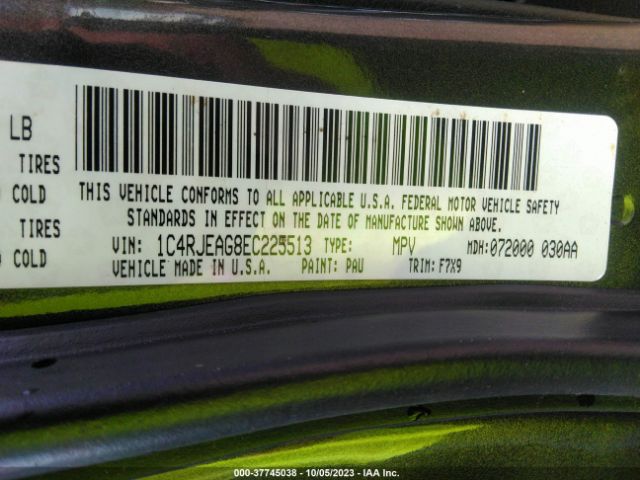 LB
TIRES
COLD
TIRES
COLD
THIS VEHICLE CONFORMS TO ALL APPLICABLE U.S.A. FEDERAL MOTOR VEHICLE SAFETY
STANDARDS IN EFFECT ON THE DATE OF MANUFACTURE SHOWN ABOVE.
VIN: 1C4RJEAG8EC225513 TYPE: MPV MDH:072000 030AA
VEHICLE MADE IN U.S.A. PAINT: PAU TRIM: F7X9
000-37745038 | 10/05/2023 | IAA Inc.